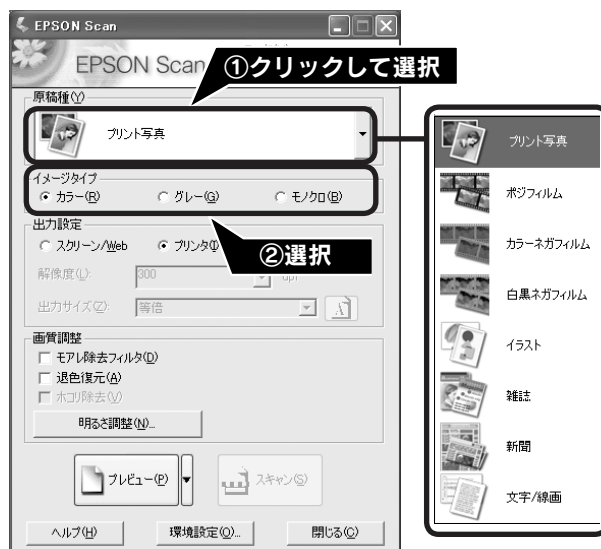 EPSON Scan
EPSON Scan
①クリックして選択
原稿種(Y)
プリント写真
イメージタイプ
カラー(R) グレー(G) モノクロ(B)
出力設定
スクリーン/Web プリンタ
②選択
解像度(L): 300 dpi
出力サイズ(Z): 等倍
画質調整
モアレ除去フィルタ(D)
退色復元(A)
ホコリ除去(V)
明るさ調整(N)...
プレビュー(P) スキャン(S)
ヘルプ(H) 環境設定(O)... 閉じる(C)
プリント写真
ポジフィルム
カラーネガフィルム
白黒ネガフィルム
イラスト
雑誌
新聞
文字/線画